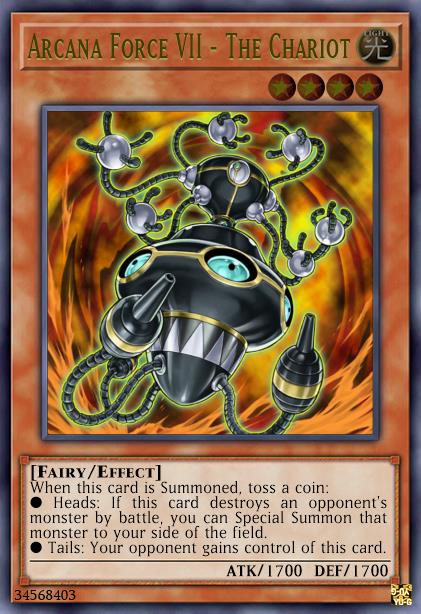 ARCANA FORCE VII - THE CHARIOT
LIGHT
光
[FAIRY/EFFECT]
When this card is Summoned, toss a coin:
● Heads: If this card destroys an opponent's
monster by battle, you can Special Summon that
monster to your side of the field.
● Tails: Your opponent gains control of this card.
ATK/1700 DEF/1700
34568403